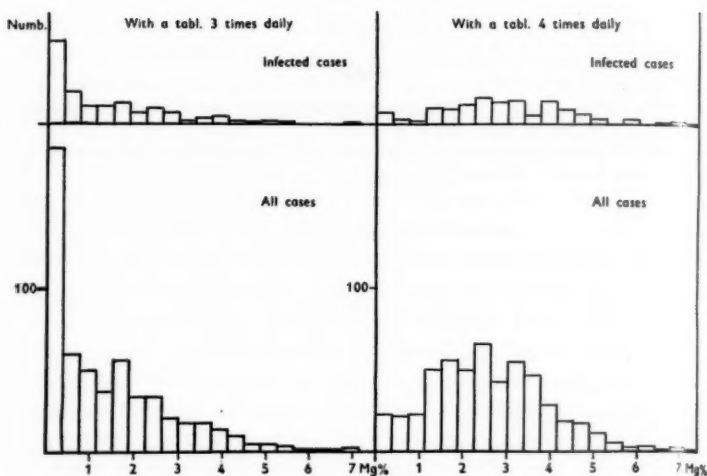 Numb. With a tabl. 3 times daily With a tabl. 4 times daily
Infected cases Infected cases
All cases All cases
100 100
1 2 3 4 5 6 7 Mg% 1 2 3 4 5 6 7 Mg%